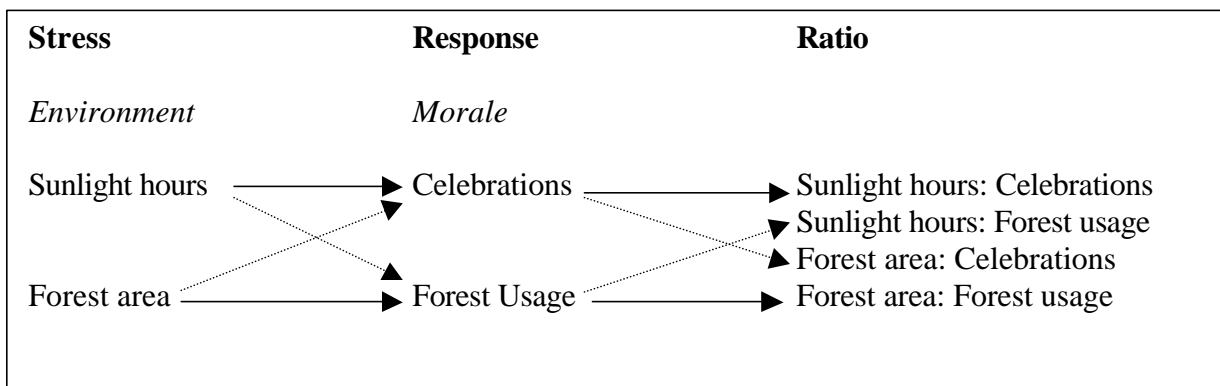 Stress Response Ratio
Environment Morale
Sunlight hours Celebrations Sunlight hours: Celebrations
Sunlight hours: Forest usage
Forest area: Celebrations
Forest area Forest Usage Forest area: Forest usage